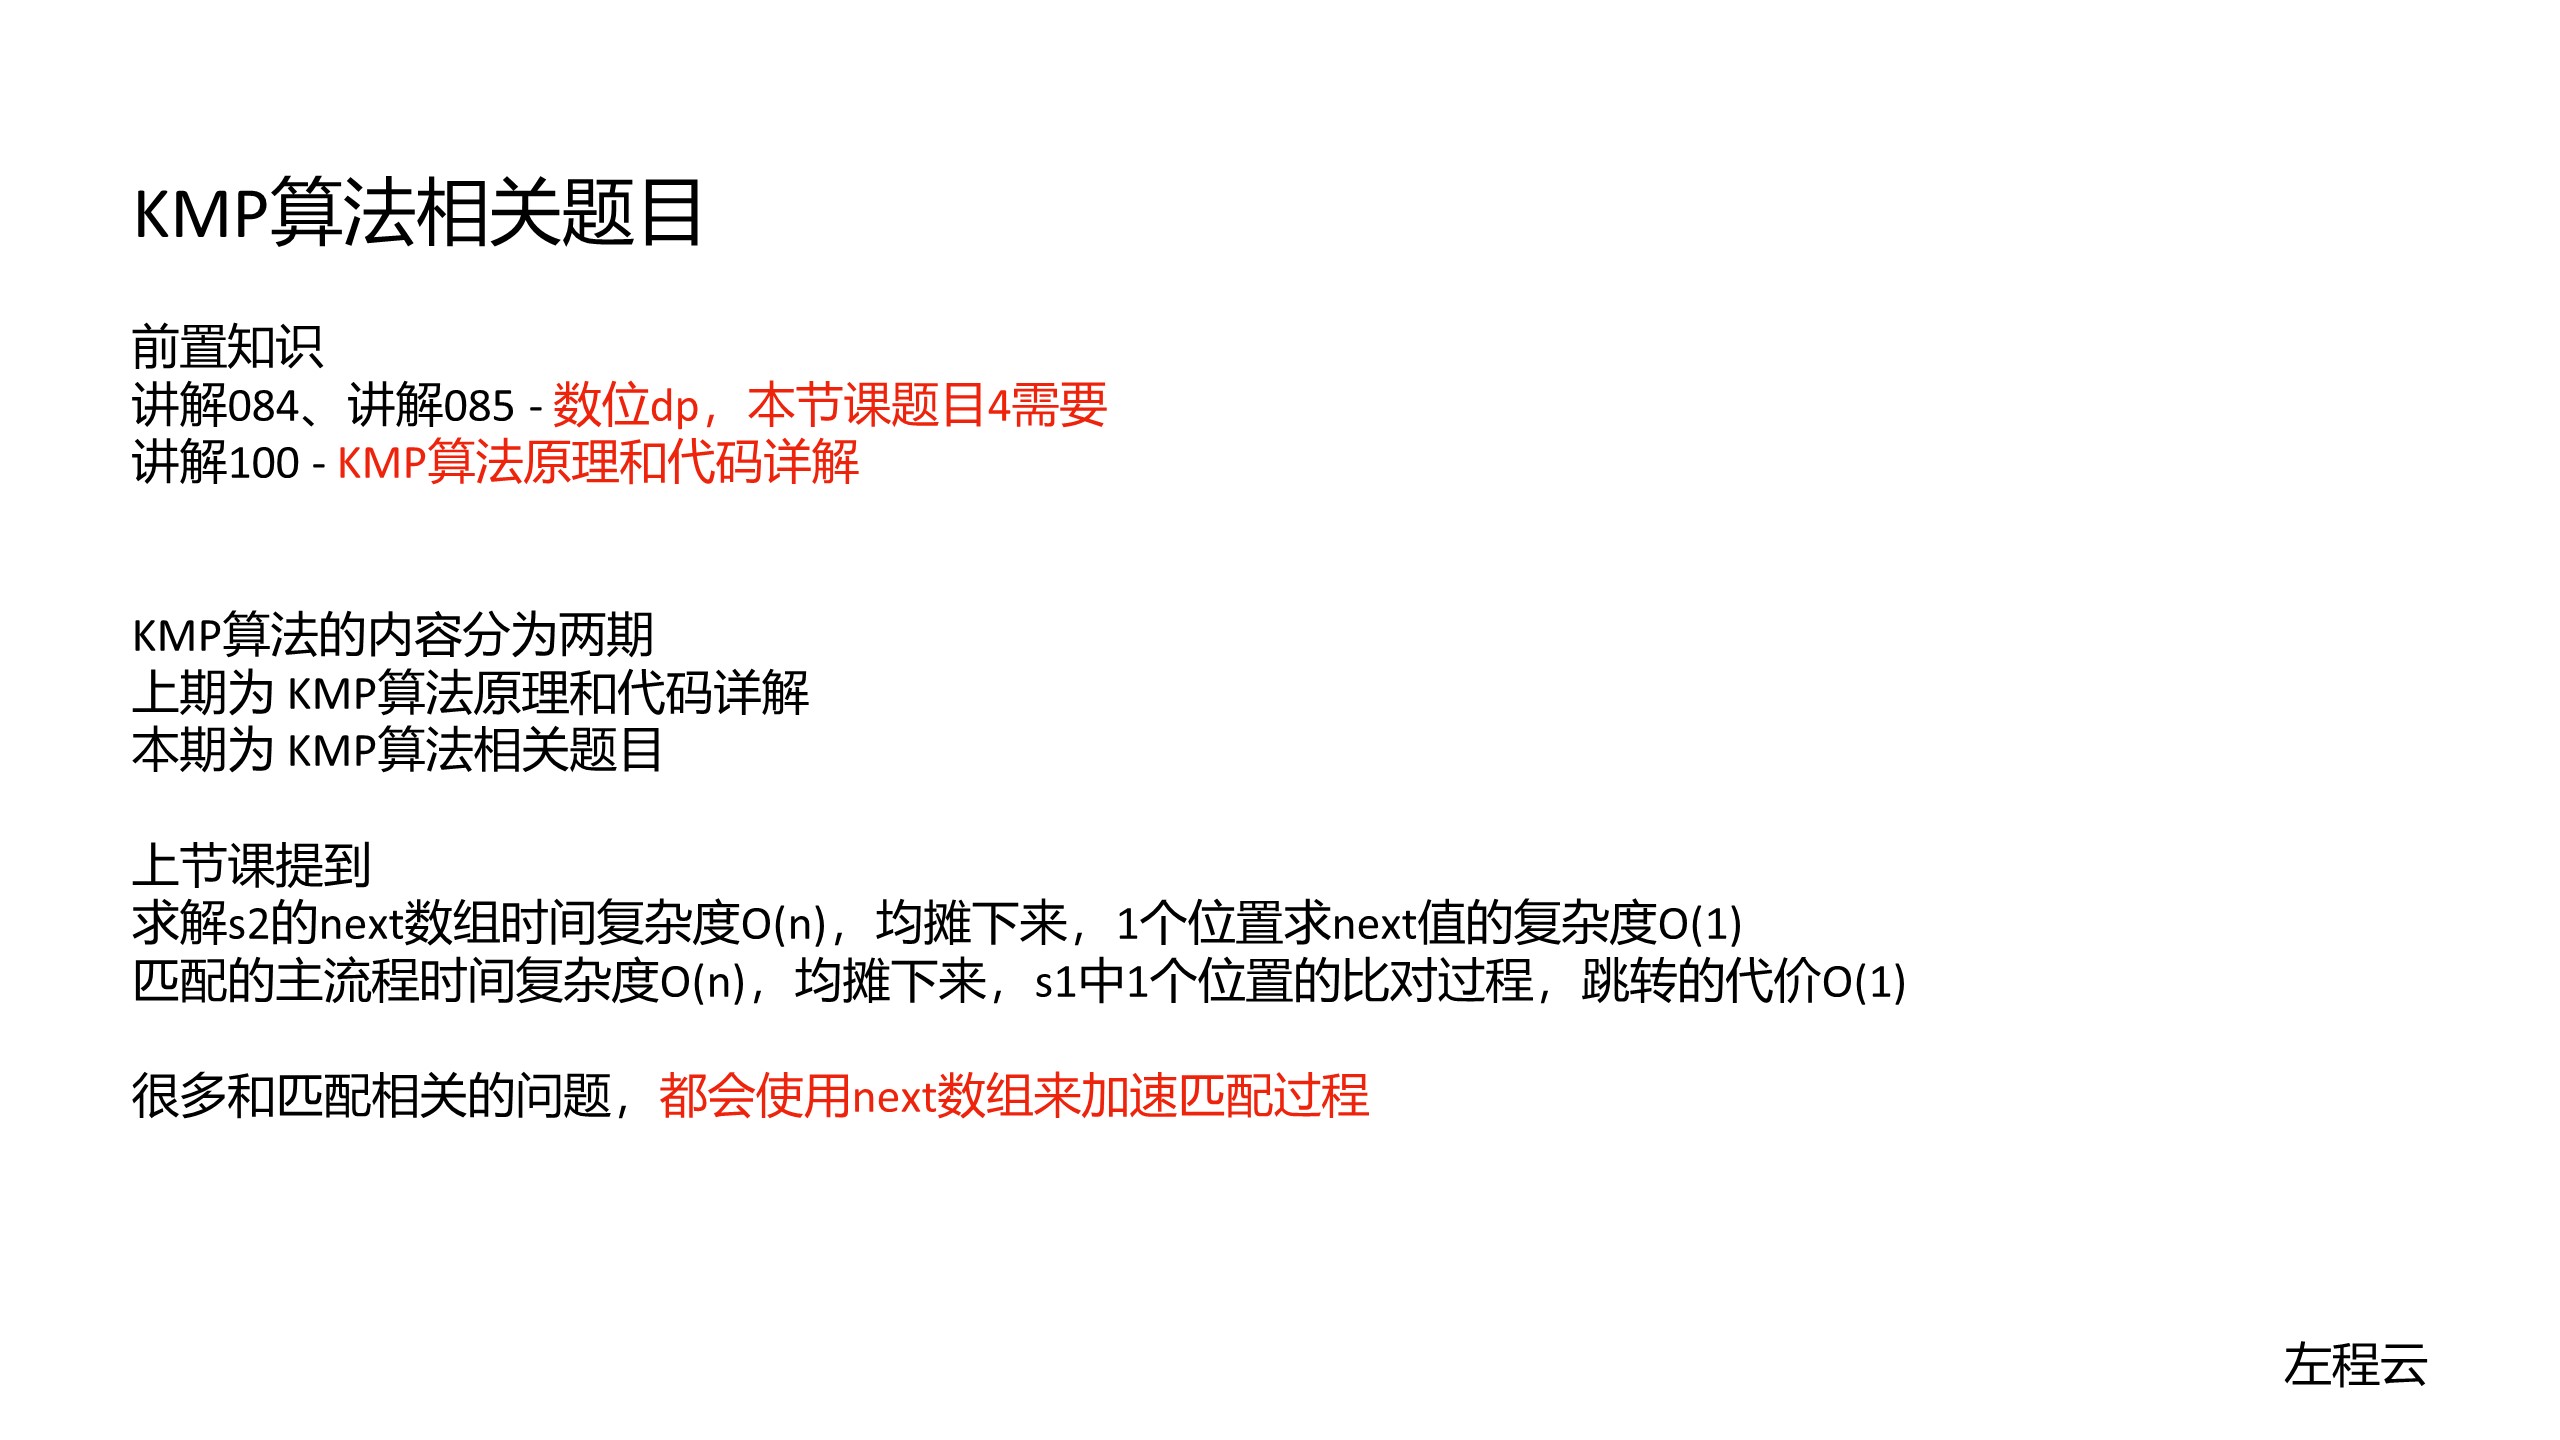 KMP算法相关题目
前置知识
讲解084、讲解085 - 数位dp，本节课题目4需要
讲解100 - KMP算法原理和代码详解
KMP算法的内容分为两期
上期为 KMP算法原理和代码详解
本期为 KMP算法相关题目
上节课提到
求解s2的next数组时间复杂度O(n)，均摊下来，1个位置求next值的复杂度O(1)
匹配的主流程时间复杂度O(n)，均摊下来，s1中1个位置的比对过程，跳转的代价O(1)
很多和匹配相关的问题，都会使用next数组来加速匹配过程
左程云